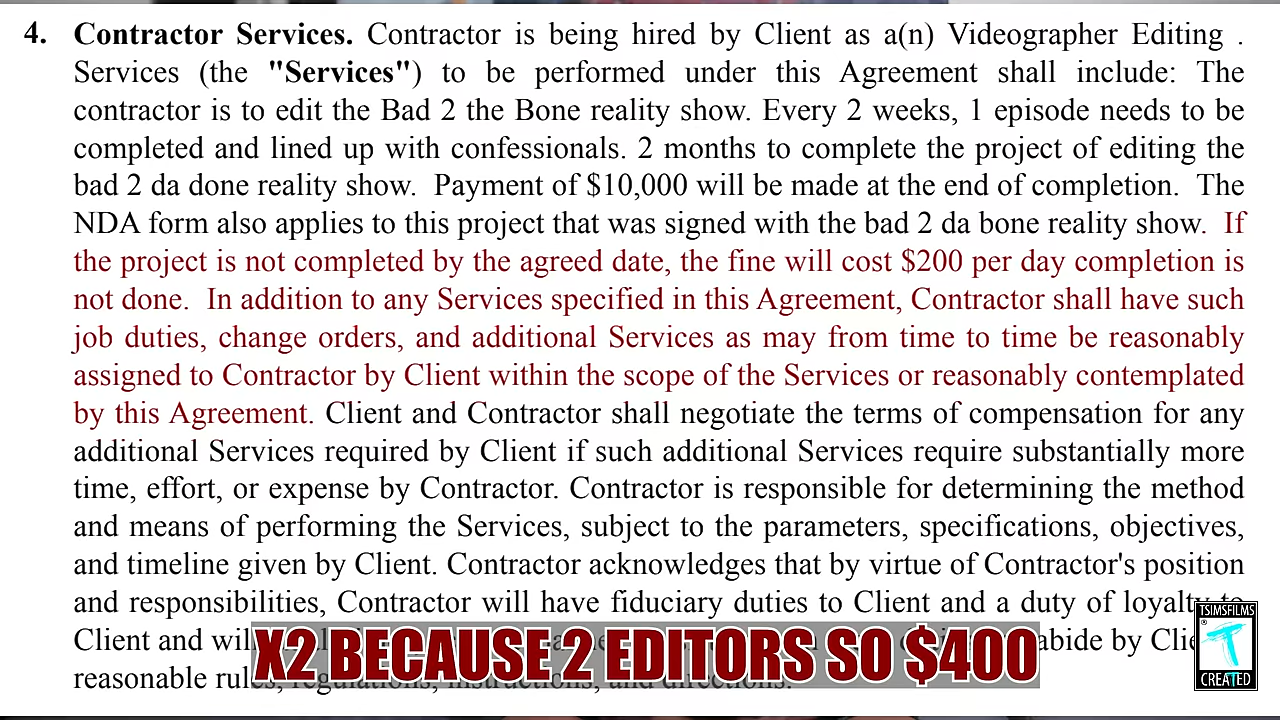 4. Contractor Services. Contractor is being hired by Client as a(n) Videographer Editing .
Services (the "Services") to be performed under this Agreement shall include: The
contractor is to edit the Bad 2 the Bone reality show. Every 2 weeks, 1 episode needs to be
completed and lined up with confessionals. 2 months to complete the project of editing the
bad 2 da done reality show. Payment of $10,000 will be made at the end of completion. The
NDA form also applies to this project that was signed with the bad 2 da bone reality show. If
the project is not completed by the agreed date, the fine will cost $200 per day completion is
not done. In addition to any Services specified in this Agreement, Contractor shall have such
job duties, change orders, and additional Services as may from time to time be reasonably
assigned to Contractor by Client within the scope of the Services or reasonably contemplated
by this Agreement. Client and Contractor shall negotiate the terms of compensation for any
additional Services required by Client if such additional Services require substantially more
time, effort, or expense by Contractor. Contractor is responsible for determining the method
and means of performing the Services, subject to the parameters, specifications, objectives,
and timeline given by Client. Contractor acknowledges that by virtue of Contractor's position
and responsibilities, Contractor will have fiduciary duties to Client and a duty of loyalty to
Client and abide by
reasonable
X2 BECAUSE 2 EDITORS SO $400
TSIMSFILMS
®
T
CREATED